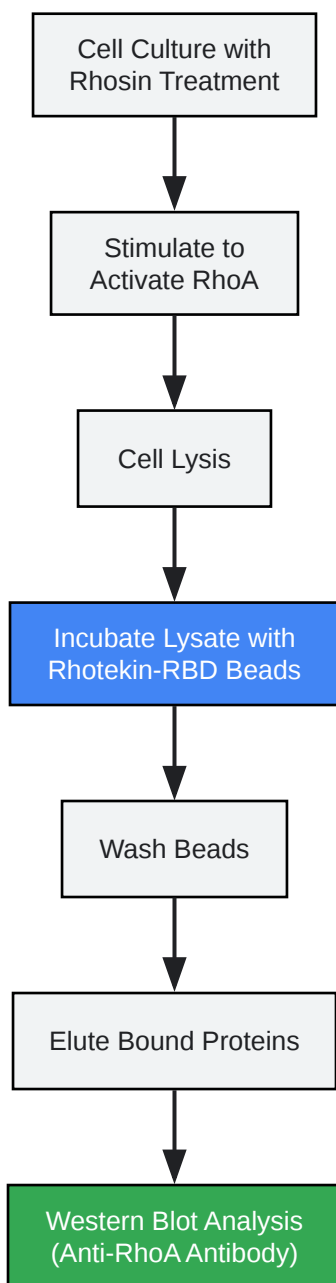 Cell Culture with
Rhosin Treatment
Stimulate to
Activate RhoA
Cell Lysis
Incubate Lysate with
Rhotekin-RBD Beads
Wash Beads
Elute Bound Proteins
Western Blot Analysis
(Anti-RhoA Antibody)